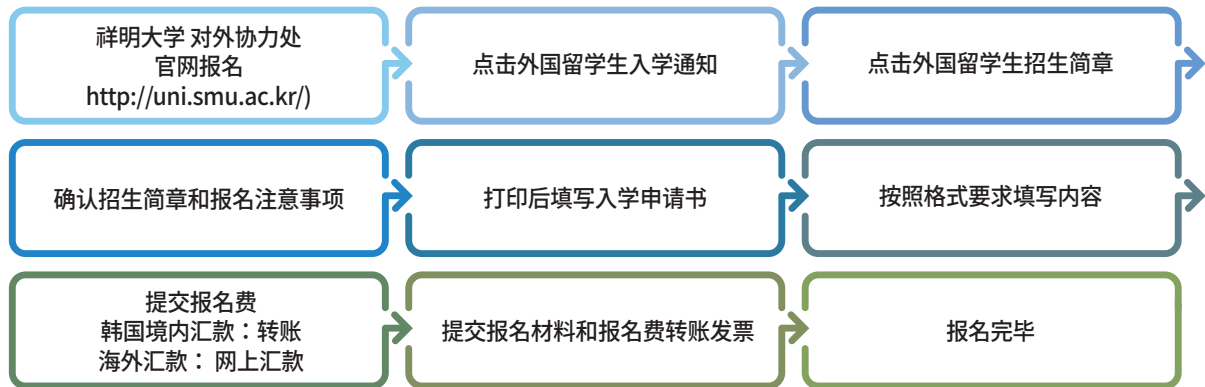 祥明大学 对外协力处
官网报名
http://uni.smu.ac.kr/)
点击外国留学生入学通知
点击外国留学生招生简章
确认招生简章和报名注意事项
打印后填写入学申请书
按照格式要求填写内容
提交报名费
韩国境内汇款：转账
海外汇款： 网上汇款
提交报名材料和报名费转账发票
报名完毕